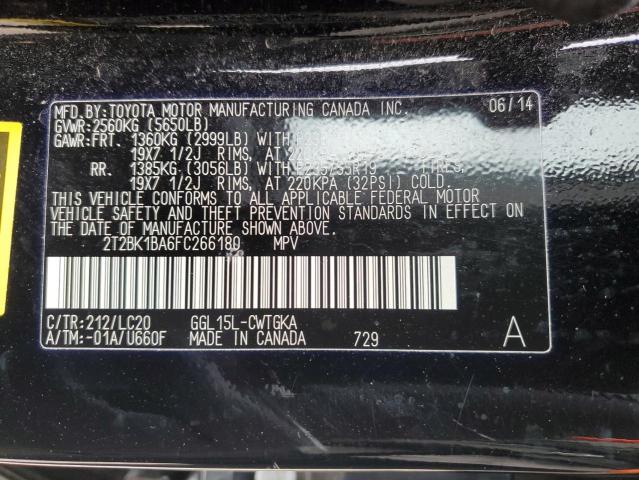 MFD.BY:TOYOTA MOTOR MANUFACTURING CANADA INC. 06/14
GVWR:2560KG (5650LB)
GAWR:FRT. 1360KG (2999LB) WITH
19X7 1/2J RIMS, AT
RR. 1385KG (3056LB) WITH P235/55R19 TIRES,
19X7 1/2J RIMS, AT 220KPA (32PSI) COLD.
THIS VEHICLE CONFORMS TO ALL APPLICABLE FEDERAL MOTOR
VEHICLE SAFETY AND THEFT PREVENTION STANDARDS IN EFFECT ON
THE DATE OF MANUFACTURE SHOWN ABOVE.
2T2BK1BA6FC266180 MPV
C/TR:212/LC20 GGL15L-CWTGKA
A/TM:-01A/U660F MADE IN CANADA 729 A